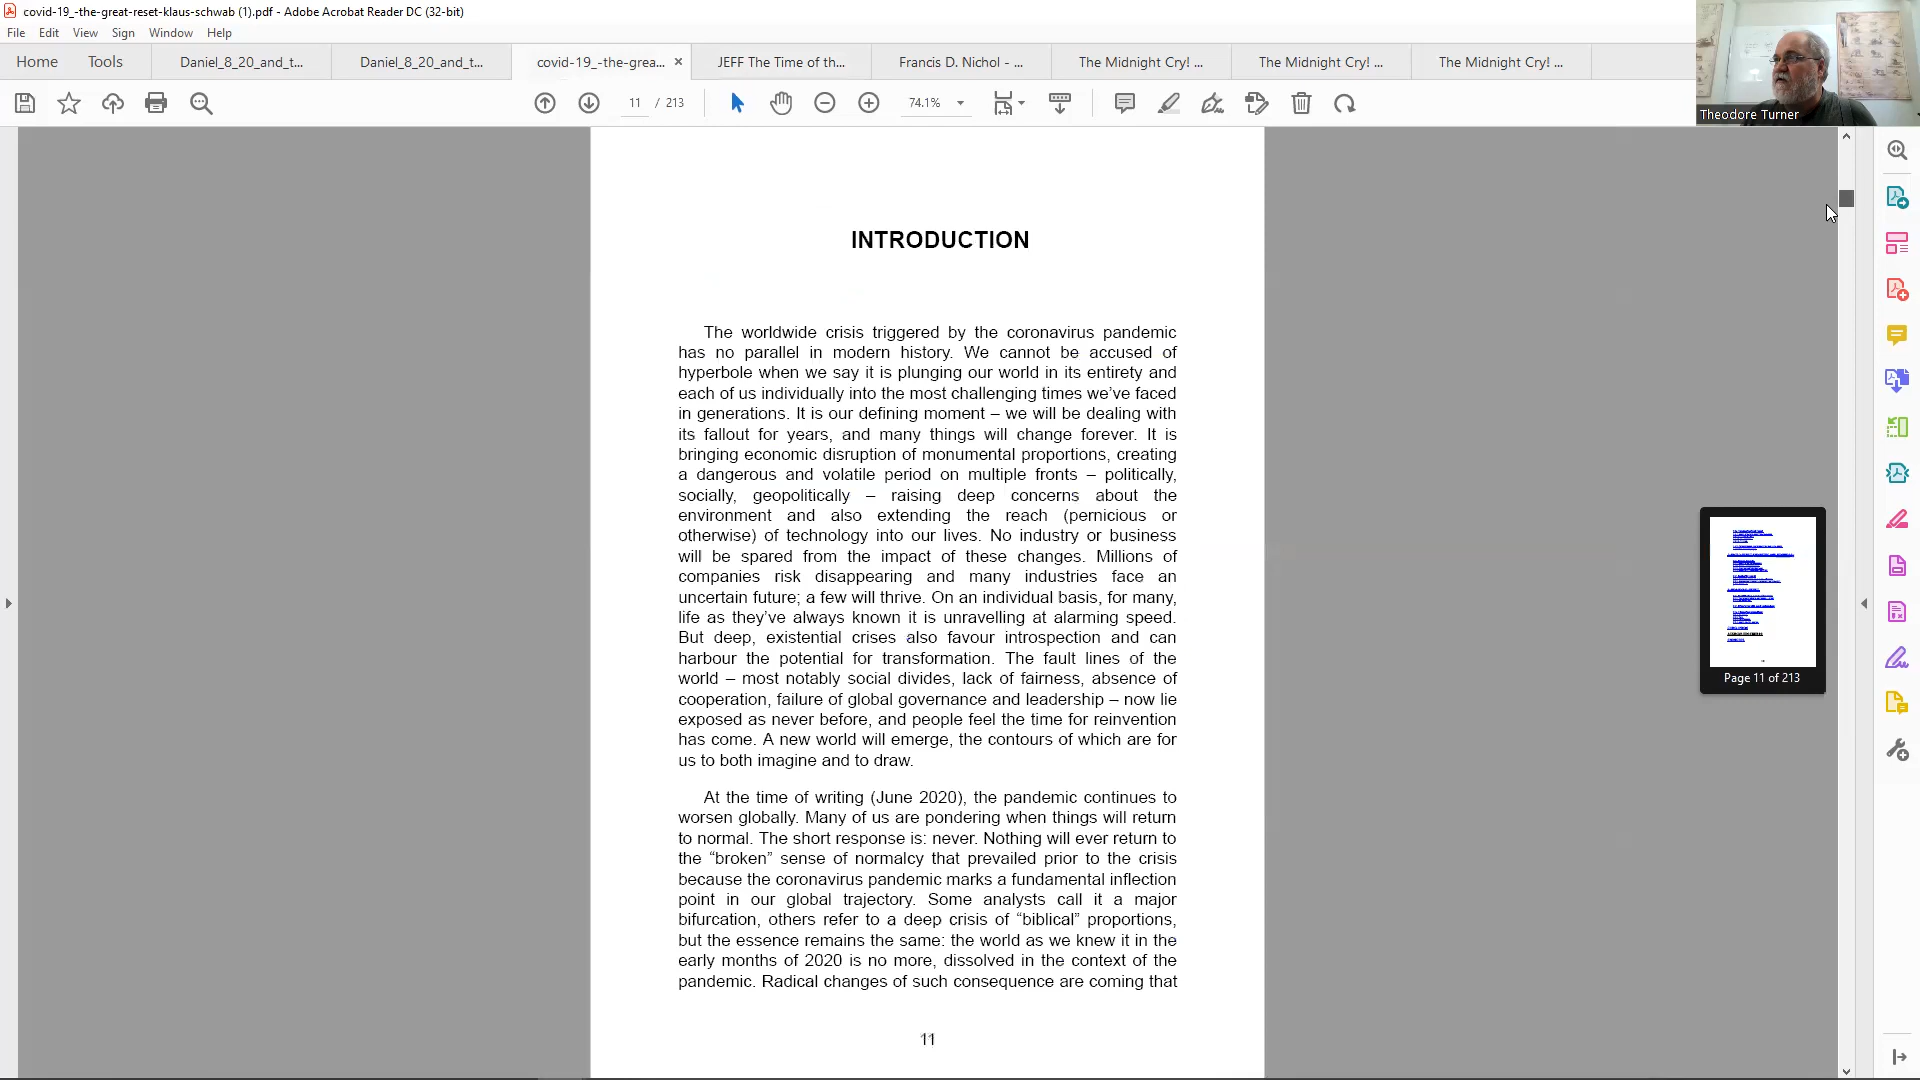 covid-19_-the-great-reset-klaus-schwab (1).pdf - Adobe Acrobat Reader DC (32-bit)
File Edit View Sign Window Help
Home Tools Daniel_8_20_and_t... Daniel_8_20_and_t... covid-19_-the-grea... × JEFF The Time of th... Francis D. Nichol - ... The Midnight Cry! ... The Midnight Cry! ... The Midnight Cry! ...
11 / 213 74.1%
Theodore Turner
INTRODUCTION
The worldwide crisis triggered by the coronavirus pandemic
has no parallel in modern history. We cannot be accused of
hyperbole when we say it is plunging our world in its entirety and
each of us individually into the most challenging times we’ve faced
in generations. It is our defining moment – we will be dealing with
its fallout for years, and many things will change forever. It is
bringing economic disruption of monumental proportions, creating
a dangerous and volatile period on multiple fronts – politically,
socially, geopolitically – raising deep concerns about the
environment and also extending the reach (pernicious or
otherwise) of technology into our lives. No industry or business
will be spared from the impact of these changes. Millions of
companies risk disappearing and many industries face an
uncertain future; a few will thrive. On an individual basis, for many,
life as they’ve always known it is unravelling at alarming speed.
But deep, existential crises also favour introspection and can
harbour the potential for transformation. The fault lines of the
world – most notably social divides, lack of fairness, absence of
cooperation, failure of global governance and leadership – now lie
exposed as never before, and people feel the time for reinvention
has come. A new world will emerge, the contours of which are for
us to both imagine and to draw.
At the time of writing (June 2020), the pandemic continues to
worsen globally. Many of us are pondering when things will return
to normal. The short response is: never. Nothing will ever return to
the “broken” sense of normalcy that prevailed prior to the crisis
because the coronavirus pandemic marks a fundamental inflection
point in our global trajectory. Some analysts call it a major
bifurcation, others refer to a deep crisis of “biblical” proportions,
but the essence remains the same: the world as we knew it in the
early months of 2020 is no more, dissolved in the context of the
pandemic. Radical changes of such consequence are coming that
11
Page 11 of 213